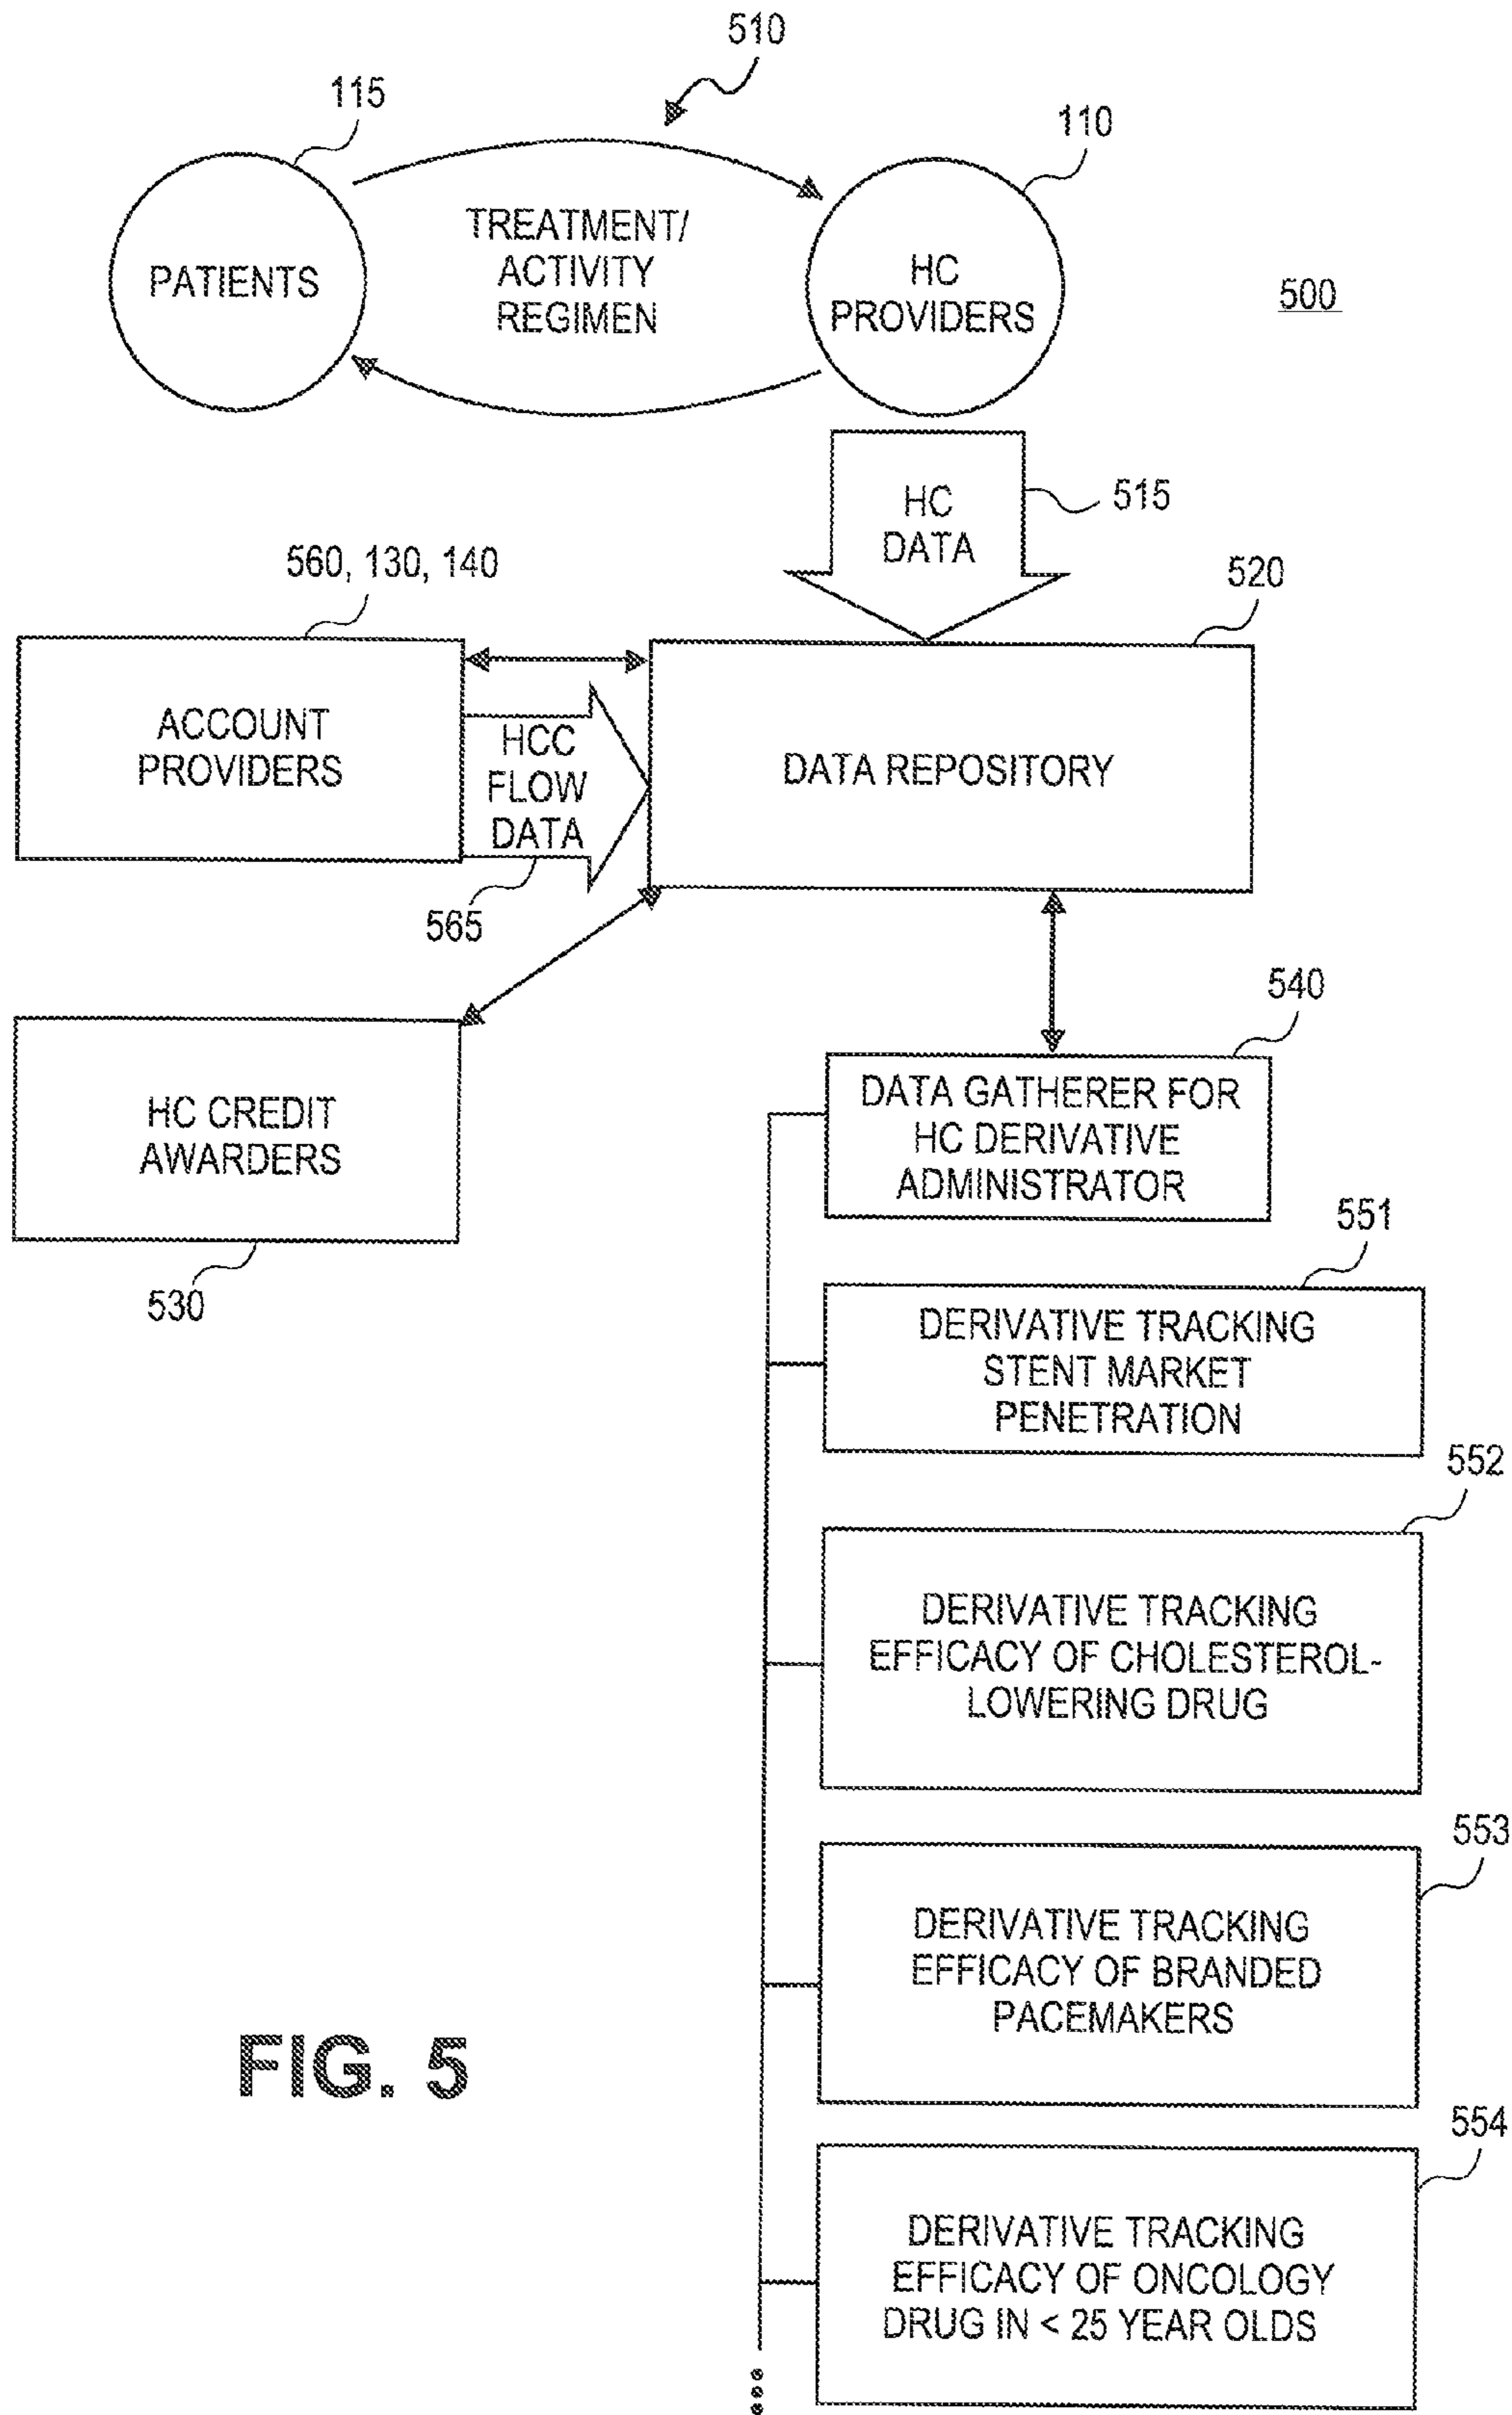 510
115
110
PATIENTS
TREATMENT/
ACTIVITY
REGIMEN
HC
PROVIDERS
500
HC
DATA
515
560, 130, 140
520
ACCOUNT
PROVIDERS
HCC
FLOW
DATA
DATA REPOSITORY
565
540
HC CREDIT
AWARDERS
530
DATA GATHERER FOR
HC DERIVATIVE
ADMINISTRATOR
551
DERIVATIVE TRACKING
STENT MARKET
PENETRATION
552
DERIVATIVE TRACKING
EFFICACY OF CHOLESTEROL-
LOWERING DRUG
553
DERIVATIVE TRACKING
EFFICACY OF BRANDED
PACEMAKERS
FIG. 5
554
DERIVATIVE TRACKING
EFFICACY OF ONCOLOGY
DRUG IN < 25 YEAR OLDS